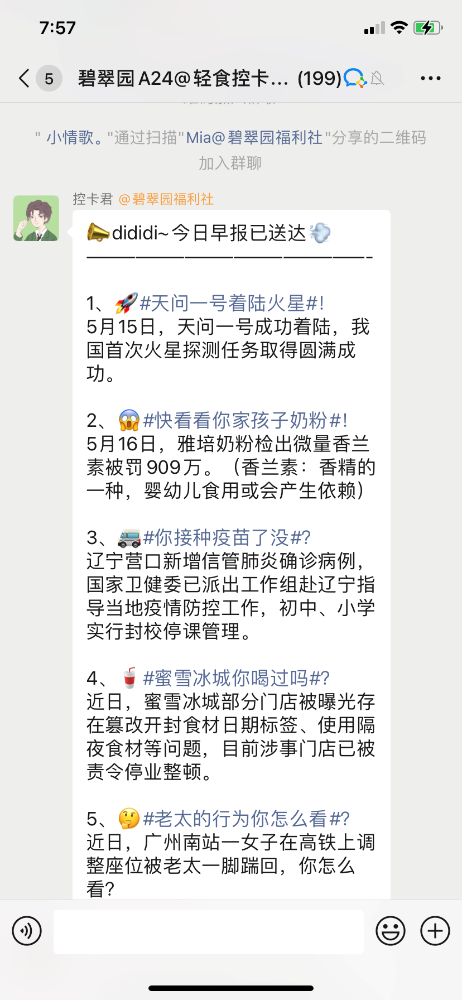 7:57
5 碧翠园A24@轻食控卡... (199)
" 小情歌。"通过扫描"Mia@碧翠园福利社"分享的二维码
加入群聊
控卡君 @碧翠园福利社
dididi~今日早报已送达
——————————————-
1、#天问一号着陆火星#！
5月15日，天问一号成功着陆，我
国首次火星探测任务取得圆满成
功。
2、#快看看你家孩子奶粉#！
5月16日，雅培奶粉检出微量香兰
素被罚909万。（香兰素：香精的
一种，婴幼儿食用或会产生依赖）
3、#你接种疫苗了没#？
辽宁营口新增信管肺炎确诊病例，
国家卫健委已派出工作组赴辽宁指
导当地疫情防控工作，初中、小学
实行封校停课管理。
4、#蜜雪冰城你喝过吗#？
近日，蜜雪冰城部分门店被曝光存
在篡改开封食材日期标签、使用隔
夜食材等问题，目前涉事门店已被
责令停业整顿。
5、#老太的行为你怎么看#？
近日，广州南站一女子在高铁上调
整座位被老太一脚踹回，你怎么
看？